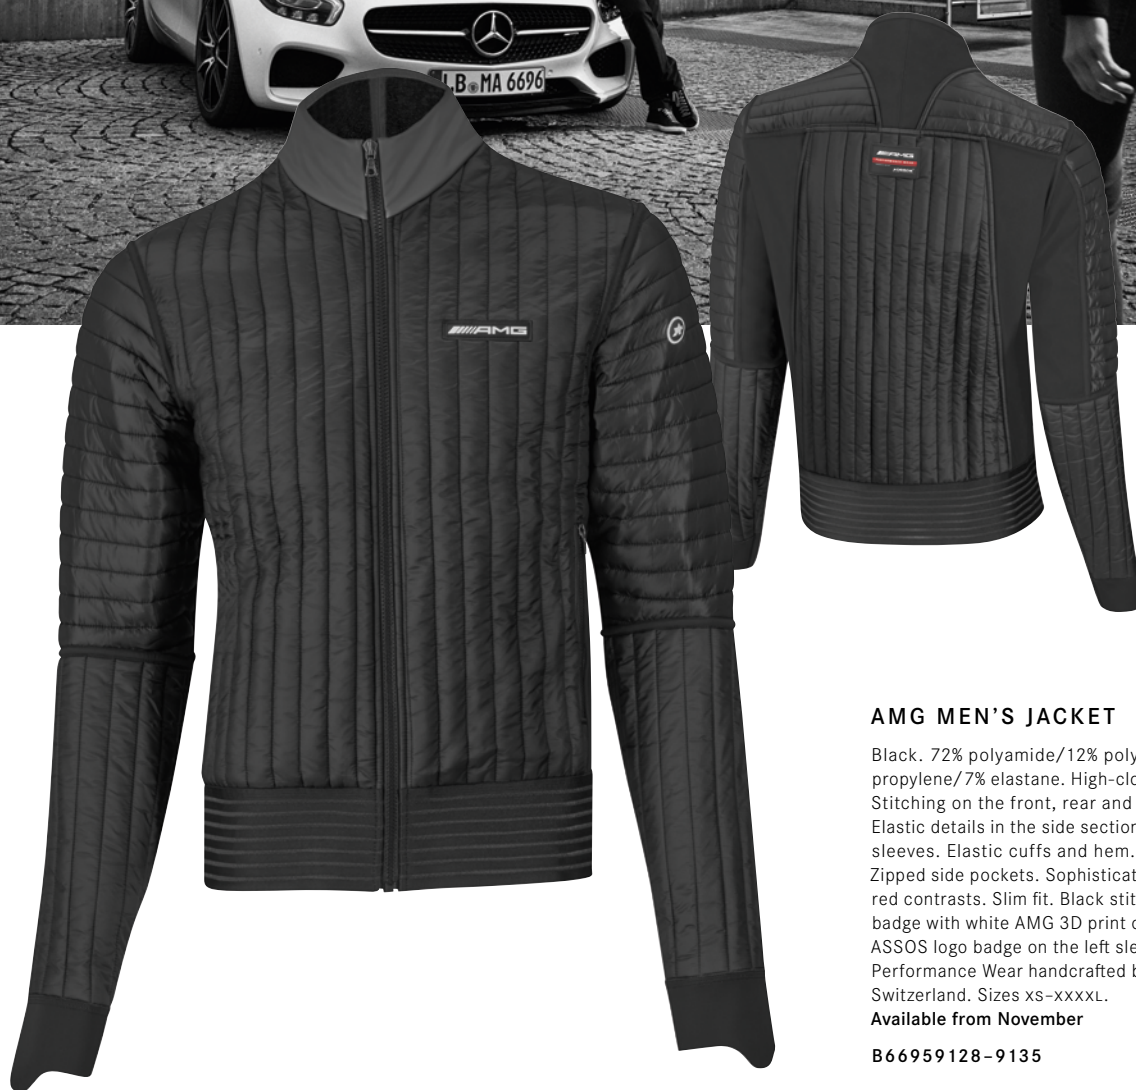 LB MA 6696
AMG
AMG
AMG MEN’S JACKET
Black. 72% polyamide/12% poly
propylene/7% elastane. High-clo
Stitching on the front, rear and
Elastic details in the side section
sleeves. Elastic cuffs and hem.
Zipped side pockets. Sophisticat
red contrasts. Slim fit. Black stit
badge with white AMG 3D print o
ASSOS logo badge on the left sle
Performance Wear handcrafted b
Switzerland. Sizes XS–XXXXL.
Available from November
B66959128–9135